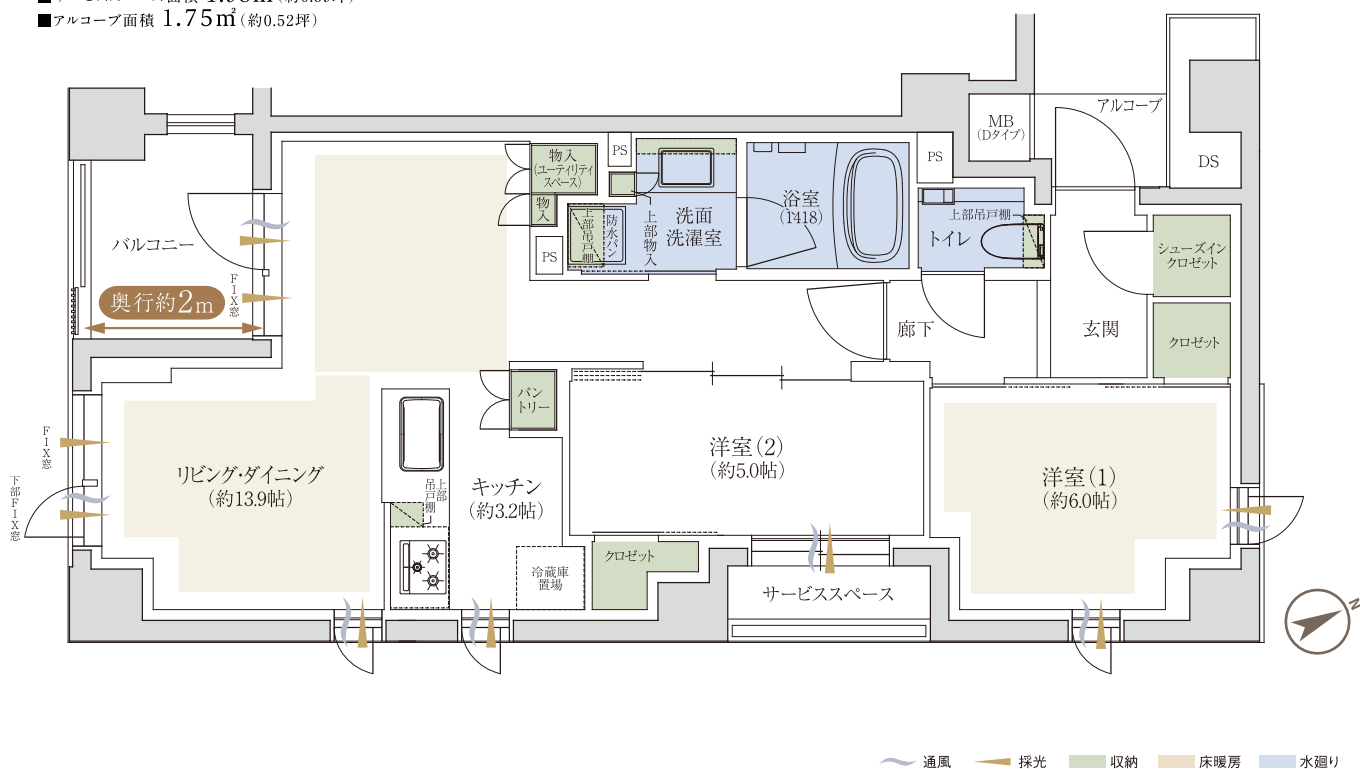 ■アルコーブ面積 1.75㎡(約0.52坪)
アルコーブ
MB
(Dタイプ)
DS
PS
PS
PS
物入
(ユーティリティ
スペース)
物入
上部吊戸棚
防水パン
上部物入
洗面
洗濯室
浴室
(1418)
上部吊戸棚
トイレ
シューズイン
クロゼット
クロゼット
玄関
廊下
バルコニー
奥行約2m
FIX窓
FIX窓
下部FIX窓
リビング・ダイニング
(約13.9帖)
パン
トリー
キッチン
(約3.2帖)
上部
吊戸棚
冷蔵庫
置場
洋室(2)
(約5.0帖)
クロゼット
サービススペース
洋室(1)
(約6.0帖)
N
通風 採光 収納 床暖房 水廻り